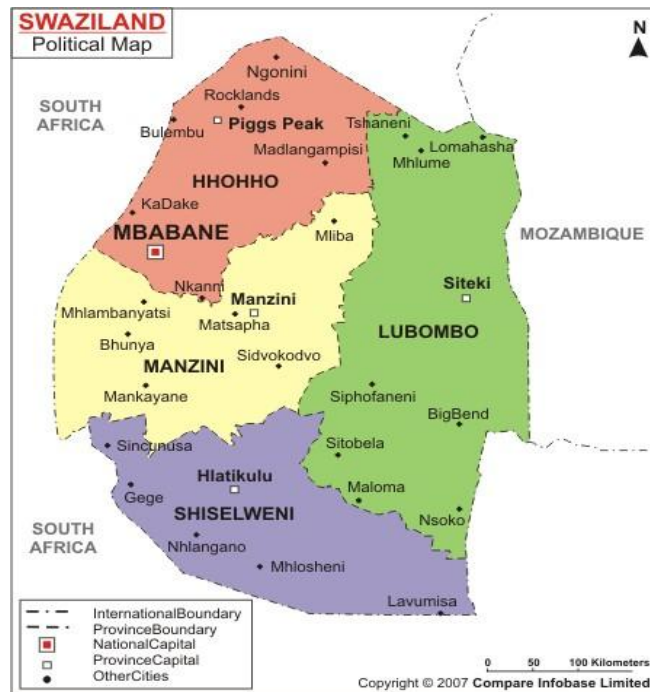 SWAZILAND
Political Map
N
SOUTH
AFRICA
Ngonini
Rocklands
Bulembu
Piggs Peak
Tshaneni
Lomahasha
Mhlume
Madlangampisi
HHOHHO
KaDake
MBABANE
Mliba
MOZAMBIQUE
Nkanni
Manzini
Siteki
Mhlambanyatsi
Matsapha
LUBOMBO
Bhunya
Sidvokodvo
MANZINI
Mankayane
Siphofaneni
BigBend
Sincunusa
Sitobela
Hlatikulu
Gege
Maloma
SHISELWENI
Nsoko
SOUTH
AFRICA
Nhlangano
Mhlosheni
Lavumisa
InternationalBoundary
ProvinceBoundary
NationalCapital
ProvinceCapital
OtherCities
0 50 100 Kilometers
Copyright © 2007 Compare Infobase Limited